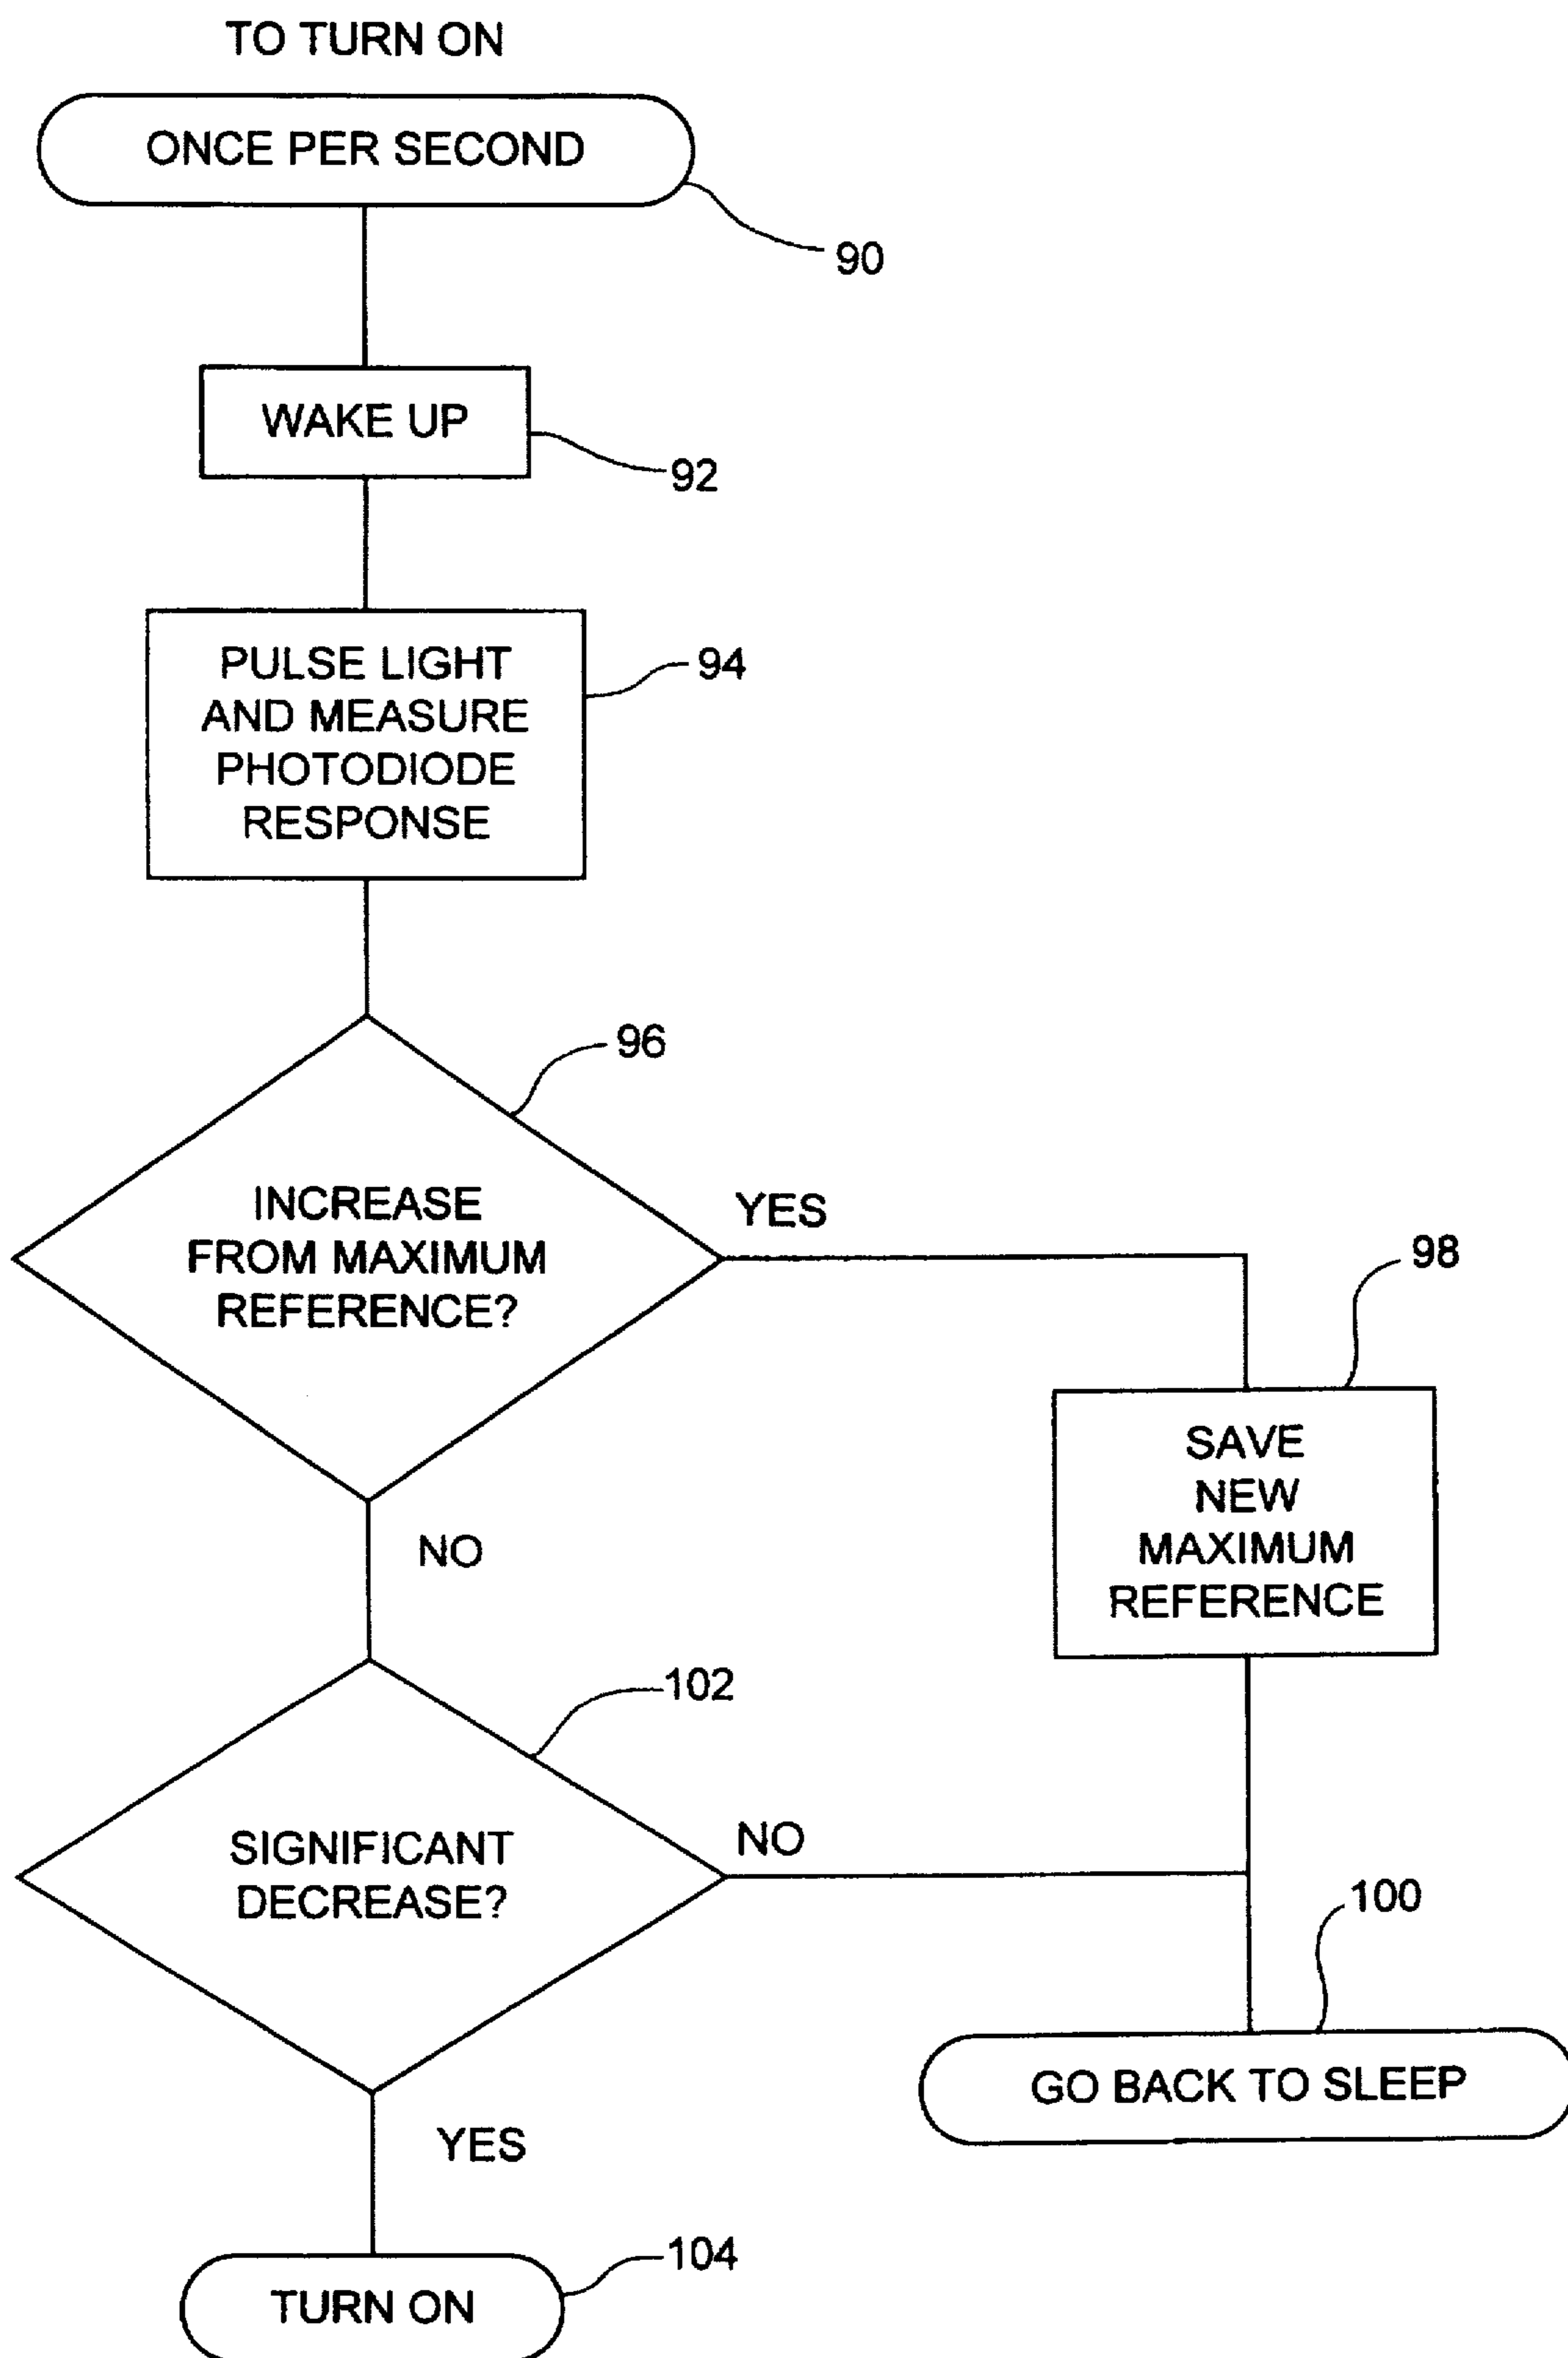 TO TURN ON
ONCE PER SECOND
90
WAKE UP
92
PULSE LIGHT
AND MEASURE
PHOTODIODE
RESPONSE
94
96
INCREASE
FROM MAXIMUM
REFERENCE?
YES
98
SAVE
NEW
MAXIMUM
REFERENCE
NO
102
SIGNIFICANT
DECREASE?
NO
100
GO BACK TO SLEEP
YES
104
TURN ON